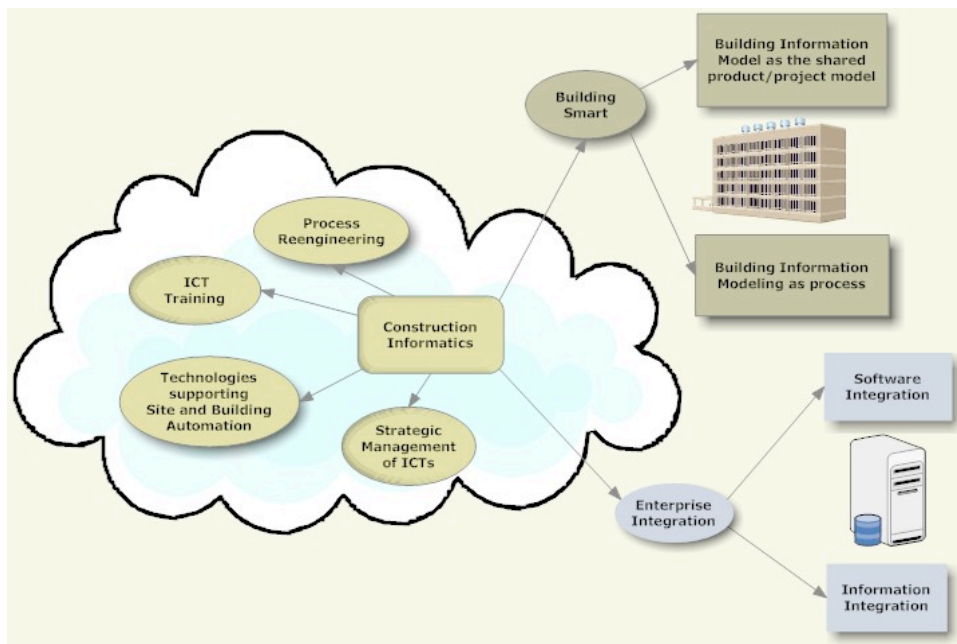 Building Information
Model as the shared
product/project model
Building
Smart
Process
Reengineering
ICT
Training
Building Information
Modeling as process
Construction
Informatics
Technologies
supporting
Site and Building
Automation
Software
Integration
Strategic
Management
of ICTs
Enterprise
Integration
Information
Integration